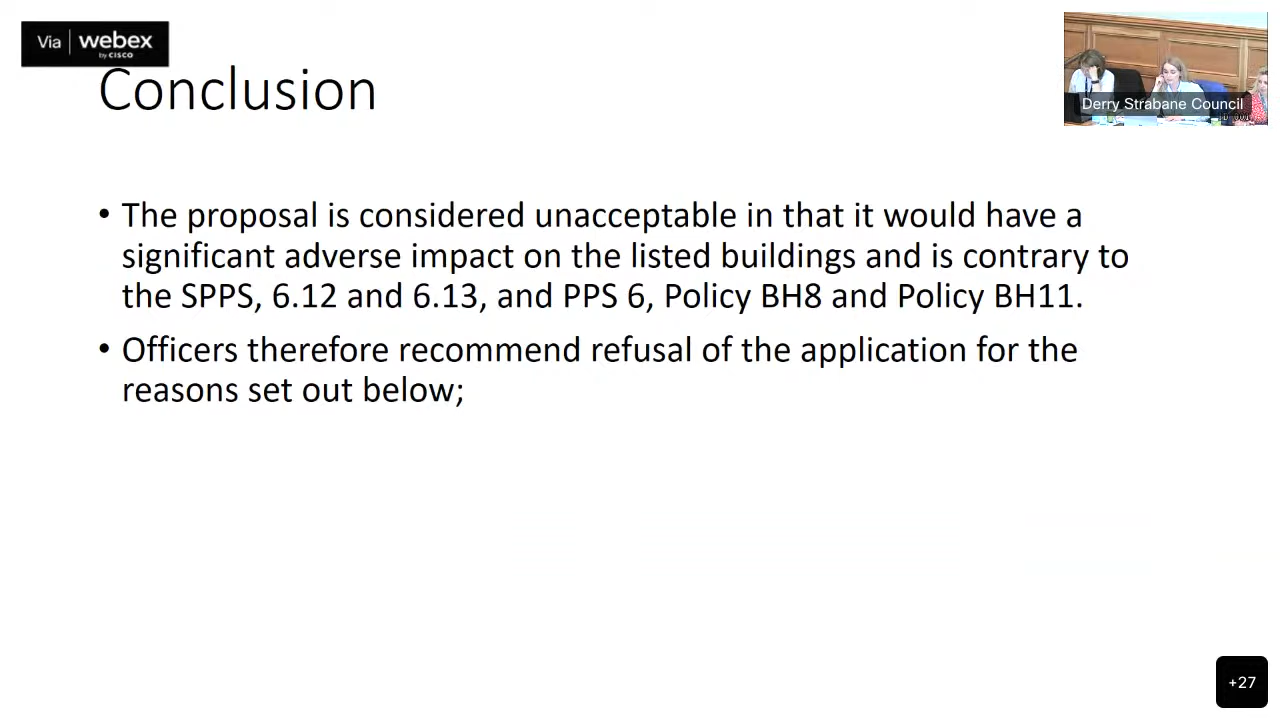 Via webex
by CISCO
Conclusion
Derry Strabane Council
• The proposal is considered unacceptable in that it would have a
significant adverse impact on the listed buildings and is contrary to
the SPPS, 6.12 and 6.13, and PPS 6, Policy BH8 and Policy BH11.
• Officers therefore recommend refusal of the application for the
reasons set out below;
+27